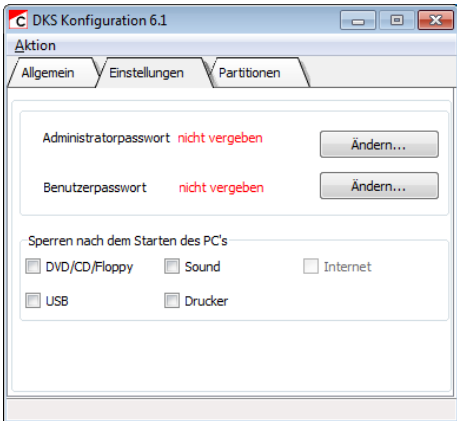 C DKS Konfiguration 6.1
Aktion
Allgemein Einstellungen Partitionen
Administratorpasswort nicht vergeben Ändern...
Benutzerpasswort nicht vergeben Ändern...
Sperren nach dem Starten des PC's
DVD/CD/Floppy Sound Internet
USB Drucker